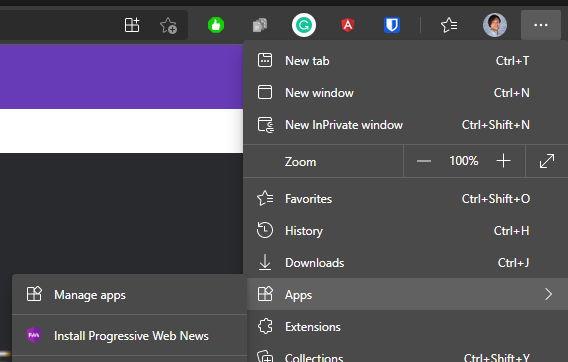 New tab Ctrl+T
New window Ctrl+N
New InPrivate window Ctrl+Shift+N
Zoom 100%
Favorites Ctrl+Shift+O
History Ctrl+H
Downloads Ctrl+J
Manage apps
Apps
Install Progressive Web News
Extensions
Collections Ctrl+Shift+Y